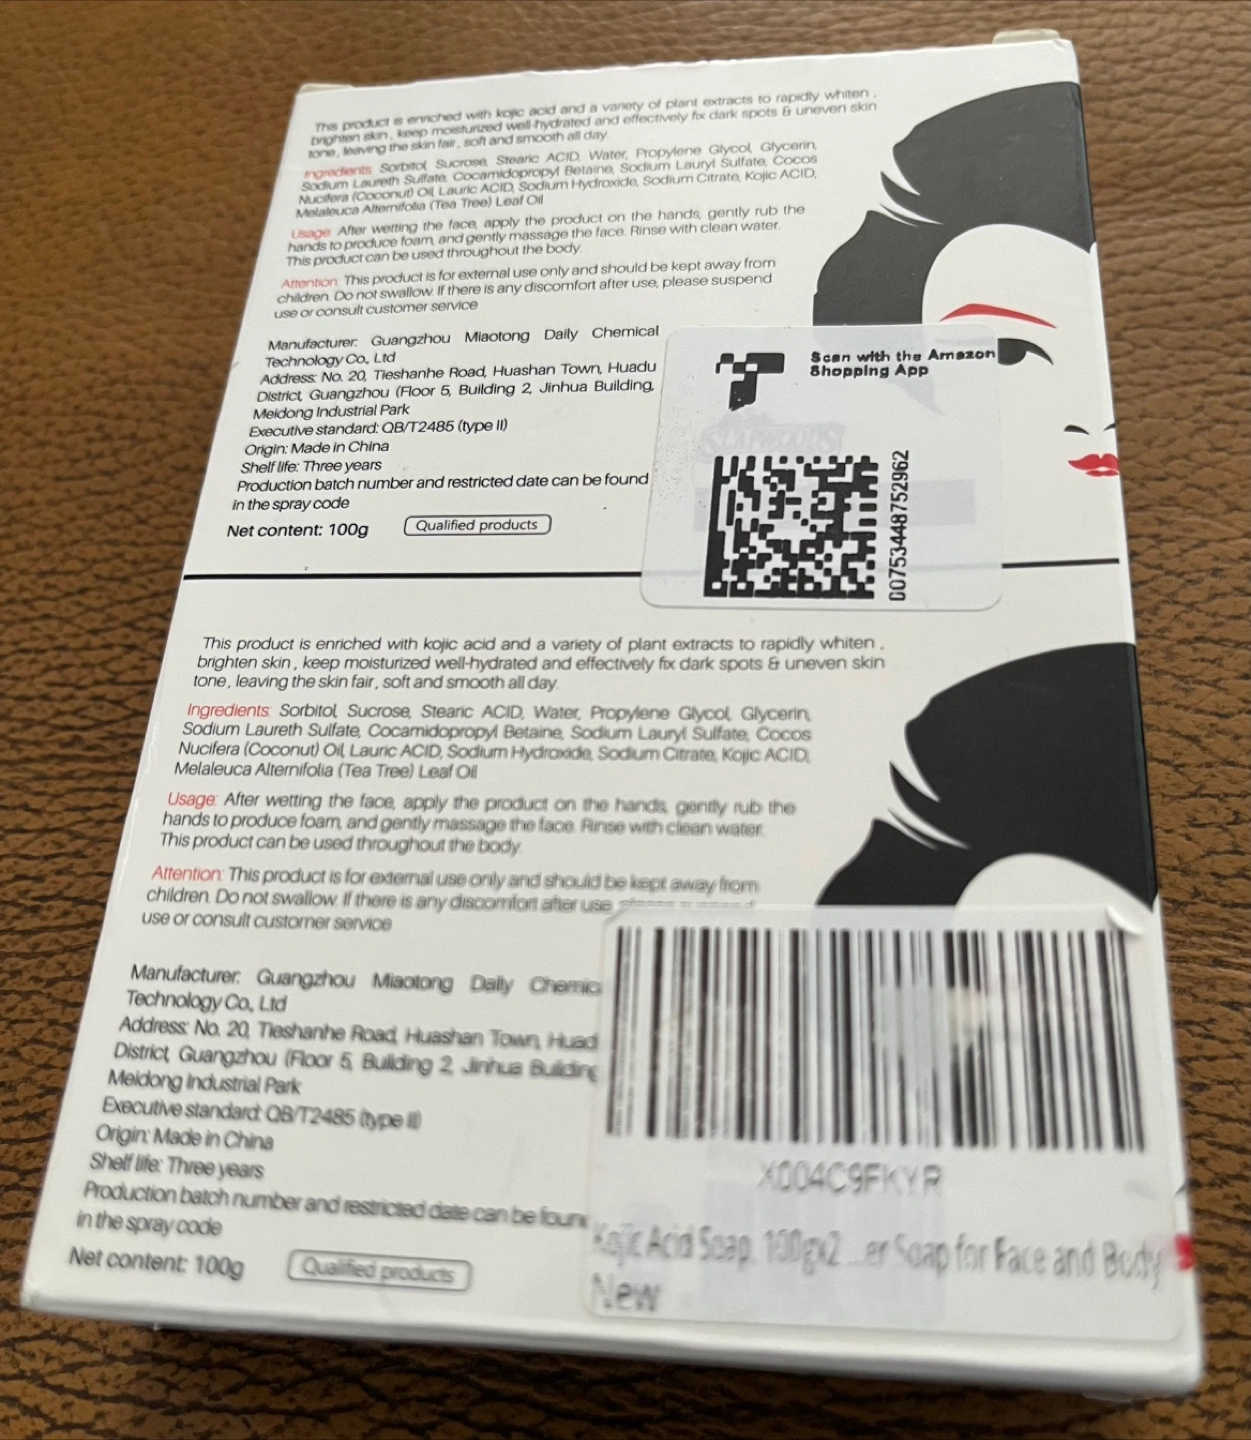 This product is enriched with kojic acid and a variety of plant extracts to rapidly whiten ,
brighten skin , keep moisturized well-hydrated and effectively fix dark spots & uneven skin
tone , leaving the skin fair , soft and smooth all day.
Ingredients: Sorbitol, Sucrose, Stearic ACID, Water, Propylene Glycol, Glycerin,
Sodium Laureth Sulfate, Cocamidopropyl Betaine, Sodium Lauryl Sulfate, Cocos
Nucifera (Coconut) Oil, Lauric ACID, Sodium Hydroxide, Sodium Citrate, Kojic ACID,
Melaleuca Alternifolia (Tea Tree) Leaf Oil
Usage: After wetting the face, apply the product on the hands, gently rub the
hands to produce foam, and gently massage the face. Rinse with clean water.
This product can be used throughout the body.
Attention: This product is for external use only and should be kept away from
children. Do not swallow. If there is any discomfort after use, please suspend
use or consult customer service
Manufacturer: Guangzhou Miaotong Daily Chemical
Technology Co., Ltd
Address: No. 20, Tieshanhe Road, Huashan Town, Huadu
District, Guangzhou (Floor 5, Building 2, Jinhua Building,
Meidong Industrial Park
Executive standard: QB/T2485 (type II)
Origin: Made in China
Shelf life: Three years
Production batch number and restricted date can be found
in the spray code
Net content: 100g
Qualified products
Scan with the Amazon
Shopping App
00753448752962
This product is enriched with kojic acid and a variety of plant extracts to rapidly whiten ,
brighten skin , keep moisturized well-hydrated and effectively fix dark spots & uneven skin
tone , leaving the skin fair , soft and smooth all day.
Ingredients: Sorbitol, Sucrose, Stearic ACID, Water, Propylene Glycol, Glycerin,
Sodium Laureth Sulfate, Cocamidopropyl Betaine, Sodium Lauryl Sulfate, Cocos
Nucifera (Coconut) Oil, Lauric ACID, Sodium Hydroxide, Sodium Citrate, Kojic ACID,
Melaleuca Alternifolia (Tea Tree) Leaf Oil
Usage: After wetting the face, apply the product on the hands, gently rub the
hands to produce foam, and gently massage the face. Rinse with clean water.
This product can be used throughout the body.
Attention: This product is for external use only and should be kept away from
children. Do not swallow. If there is any discomfort after use,
use or consult customer service
Manufacturer: Guangzhou Miaotong Daily Chemic
Technology Co., Ltd
Address: No. 20, Tieshanhe Road, Huashan Town, Huad
District, Guangzhou (Floor 5, Building 2, Jinhua Building
Meidong Industrial Park
Executive standard: QB/T2485 (type II)
Origin: Made in China
Shelf life: Three years
Production batch number and restricted date can be foun
in the spray code
Net content: 100g
Qualified products
X004C9FKYR
Kojic Acid Soap, 100gx2 ...er Soap for Face and Body
New